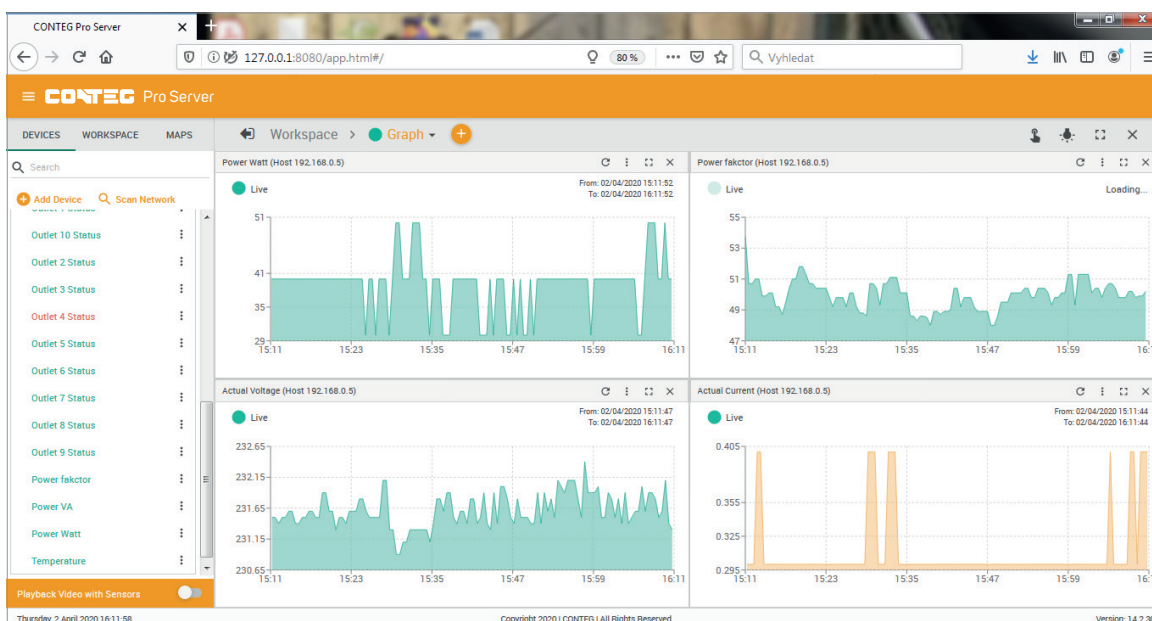 CONTEG Pro Server
127.0.0.1:8080/app.html#/
80 %
Vyhledat
CONTEG Pro Server
DEVICES
WORKSPACE
MAPS
Workspace > Graph
Search
Add Device
Scan Network
Outlet 10 Status
Outlet 2 Status
Outlet 3 Status
Outlet 4 Status
Outlet 5 Status
Outlet 6 Status
Outlet 7 Status
Outlet 8 Status
Outlet 9 Status
Power fakctor
Power VA
Power Watt
Temperature
Playback Video with Sensors
Power Watt (Host 192.168.0.5)
Live
From: 02/04/2020 15:11:52
To: 02/04/2020 16:11:52
51
41
35
29
15:11 15:23 15:35 15:47 15:59 16:11
Power fakctor (Host 192.168.0.5)
Live
Loading...
55
53
51
49
47
15:11 15:23 15:35 15:47 15:59 16:
Actual Voltage (Host 192.168.0.5)
Live
From: 02/04/2020 15:11:47
To: 02/04/2020 16:11:47
232.65
232.15
231.65
231.15
230.65
15:11 15:23 15:35 15:47 15:59 16:11
Actual Current (Host 192.168.0.5)
Live
From: 02/04/2020 15:11:44
To: 02/04/2020 16:11:44
0.405
0.355
0.325
0.295
15:11 15:23 15:35 15:47 15:59 16:
Thursday, 2 April 2020 16:11:58
Copyright 2020 | CONTEG | All Rights Reserved
Version: 1.4.2.30